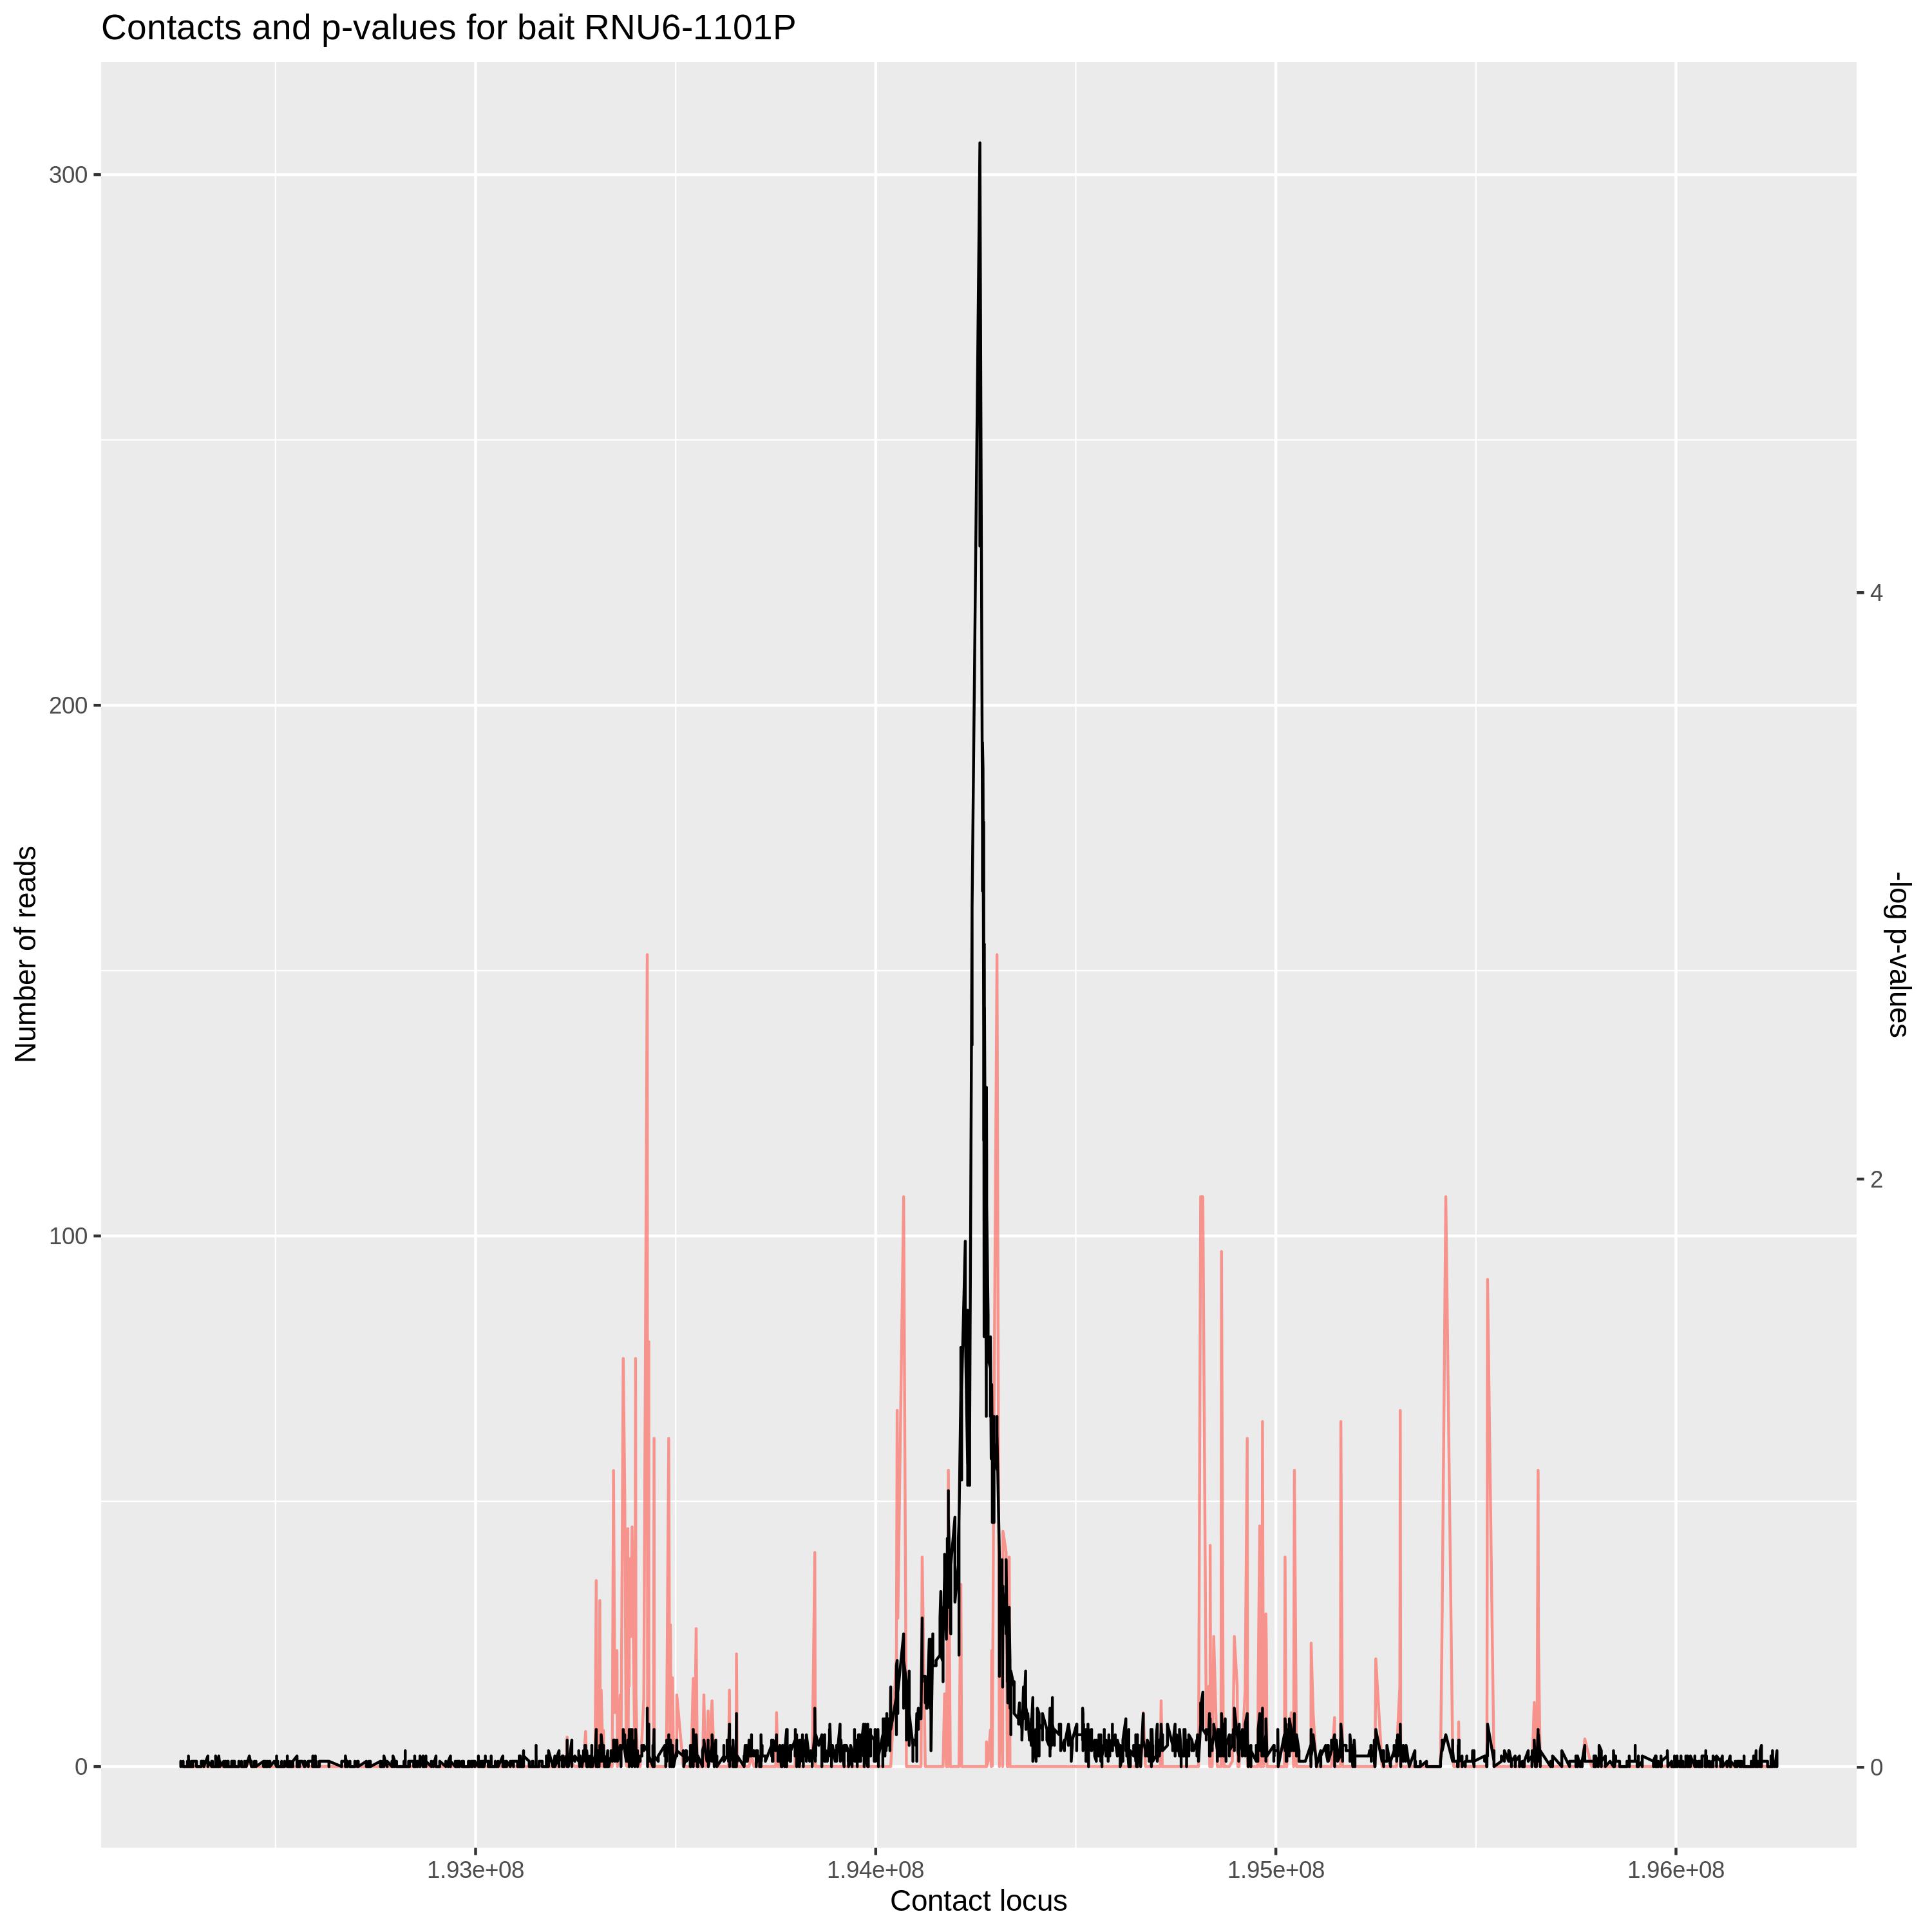 Contacts and p-values for bait RNU6-1101P
300
200
100
0
Number of reads
4
2
0
-log p-values
1.93e+08
1.94e+08
1.95e+08
1.96e+08
Contact locus